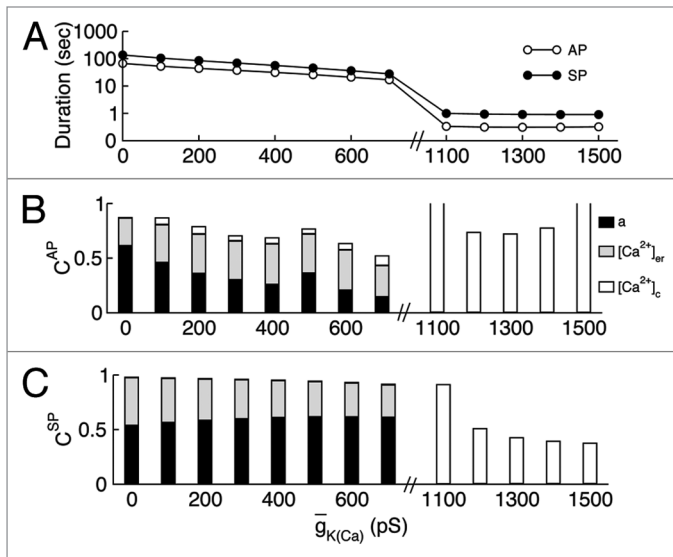 A
Duration (sec)
1000
100
10
1
0
AP
SP
0 200 400 600 1100 1300 1500
B
C^AP
1
0.5
0
a
[Ca²⁺]er
[Ca²⁺]c
0 200 400 600 1100 1300 1500
C
C^SP
1
0.5
0
0 200 400 600 1100 1300 1500
g̅K(Ca) (pS)